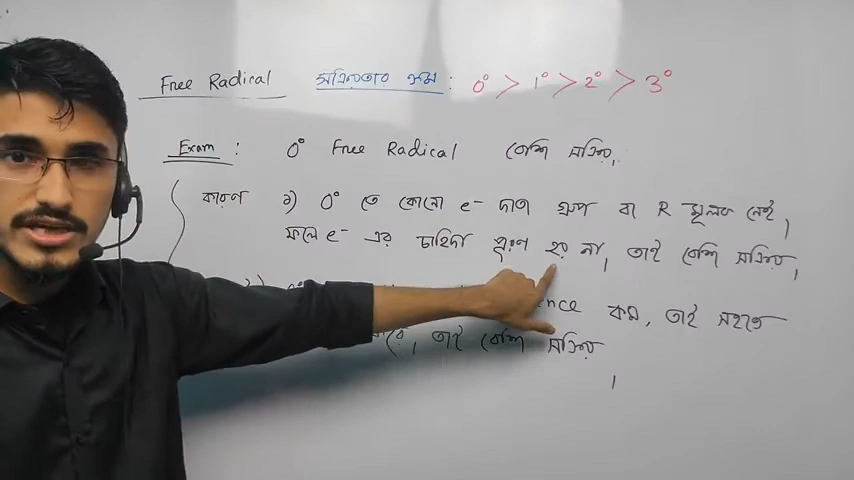 Free Radical সক্রিয়তার ক্রম : 0° > 1° > 2° > 3°
Exam : 0° Free Radical বেশি সক্রিয়,
কারণ ১) 0° তে কোনো e- দাতা গ্রুপ বা R মূলক নেই,
ফলে e- এর চাহিদা পূরণ হয় না, তাই বেশি সক্রিয়,
কম, তাই সহজে
তাই বেশি সক্রিয় ।